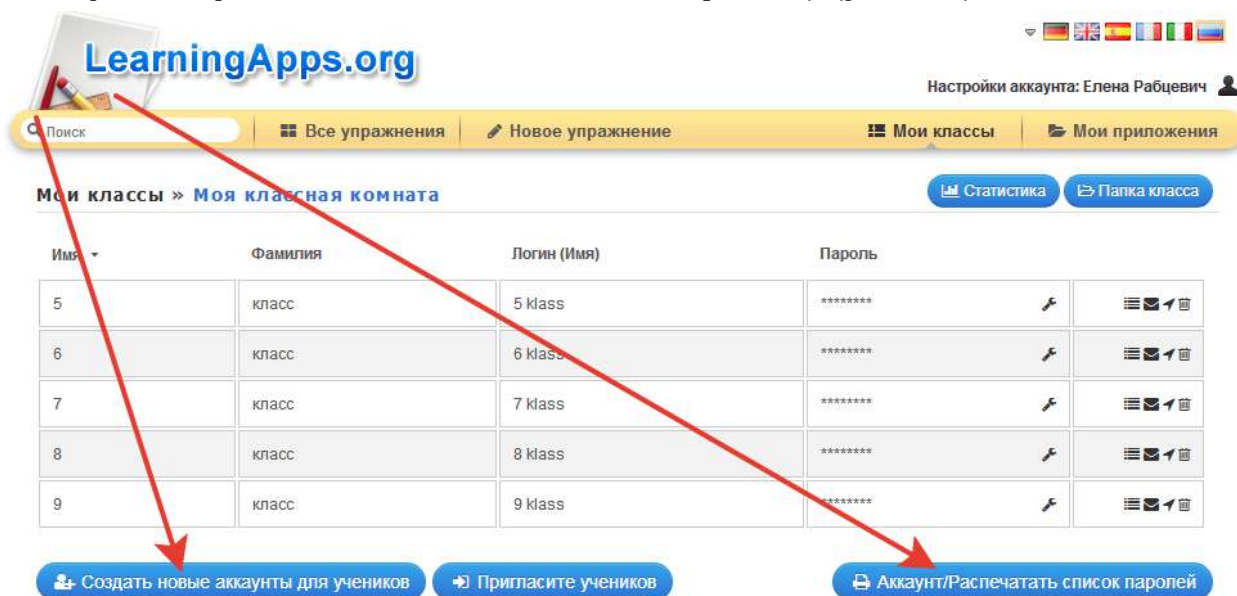 LearningApps.org
Настройки аккаунта: Елена Рабцевич
Поиск
Все упражнения
Новое упражнение
Мои классы
Мои приложения
Мои классы » Моя классная комната
Статистика
Папка класса
Имя Фамилия Логин (Имя) Пароль
5 класс 5 klass ********
6 класс 6 klass ********
7 класс 7 klass ********
8 класс 8 klass ********
9 класс 9 klass ********
Создать новые аккаунты для учеников
Пригласите учеников
Аккаунт/Распечатать список паролей